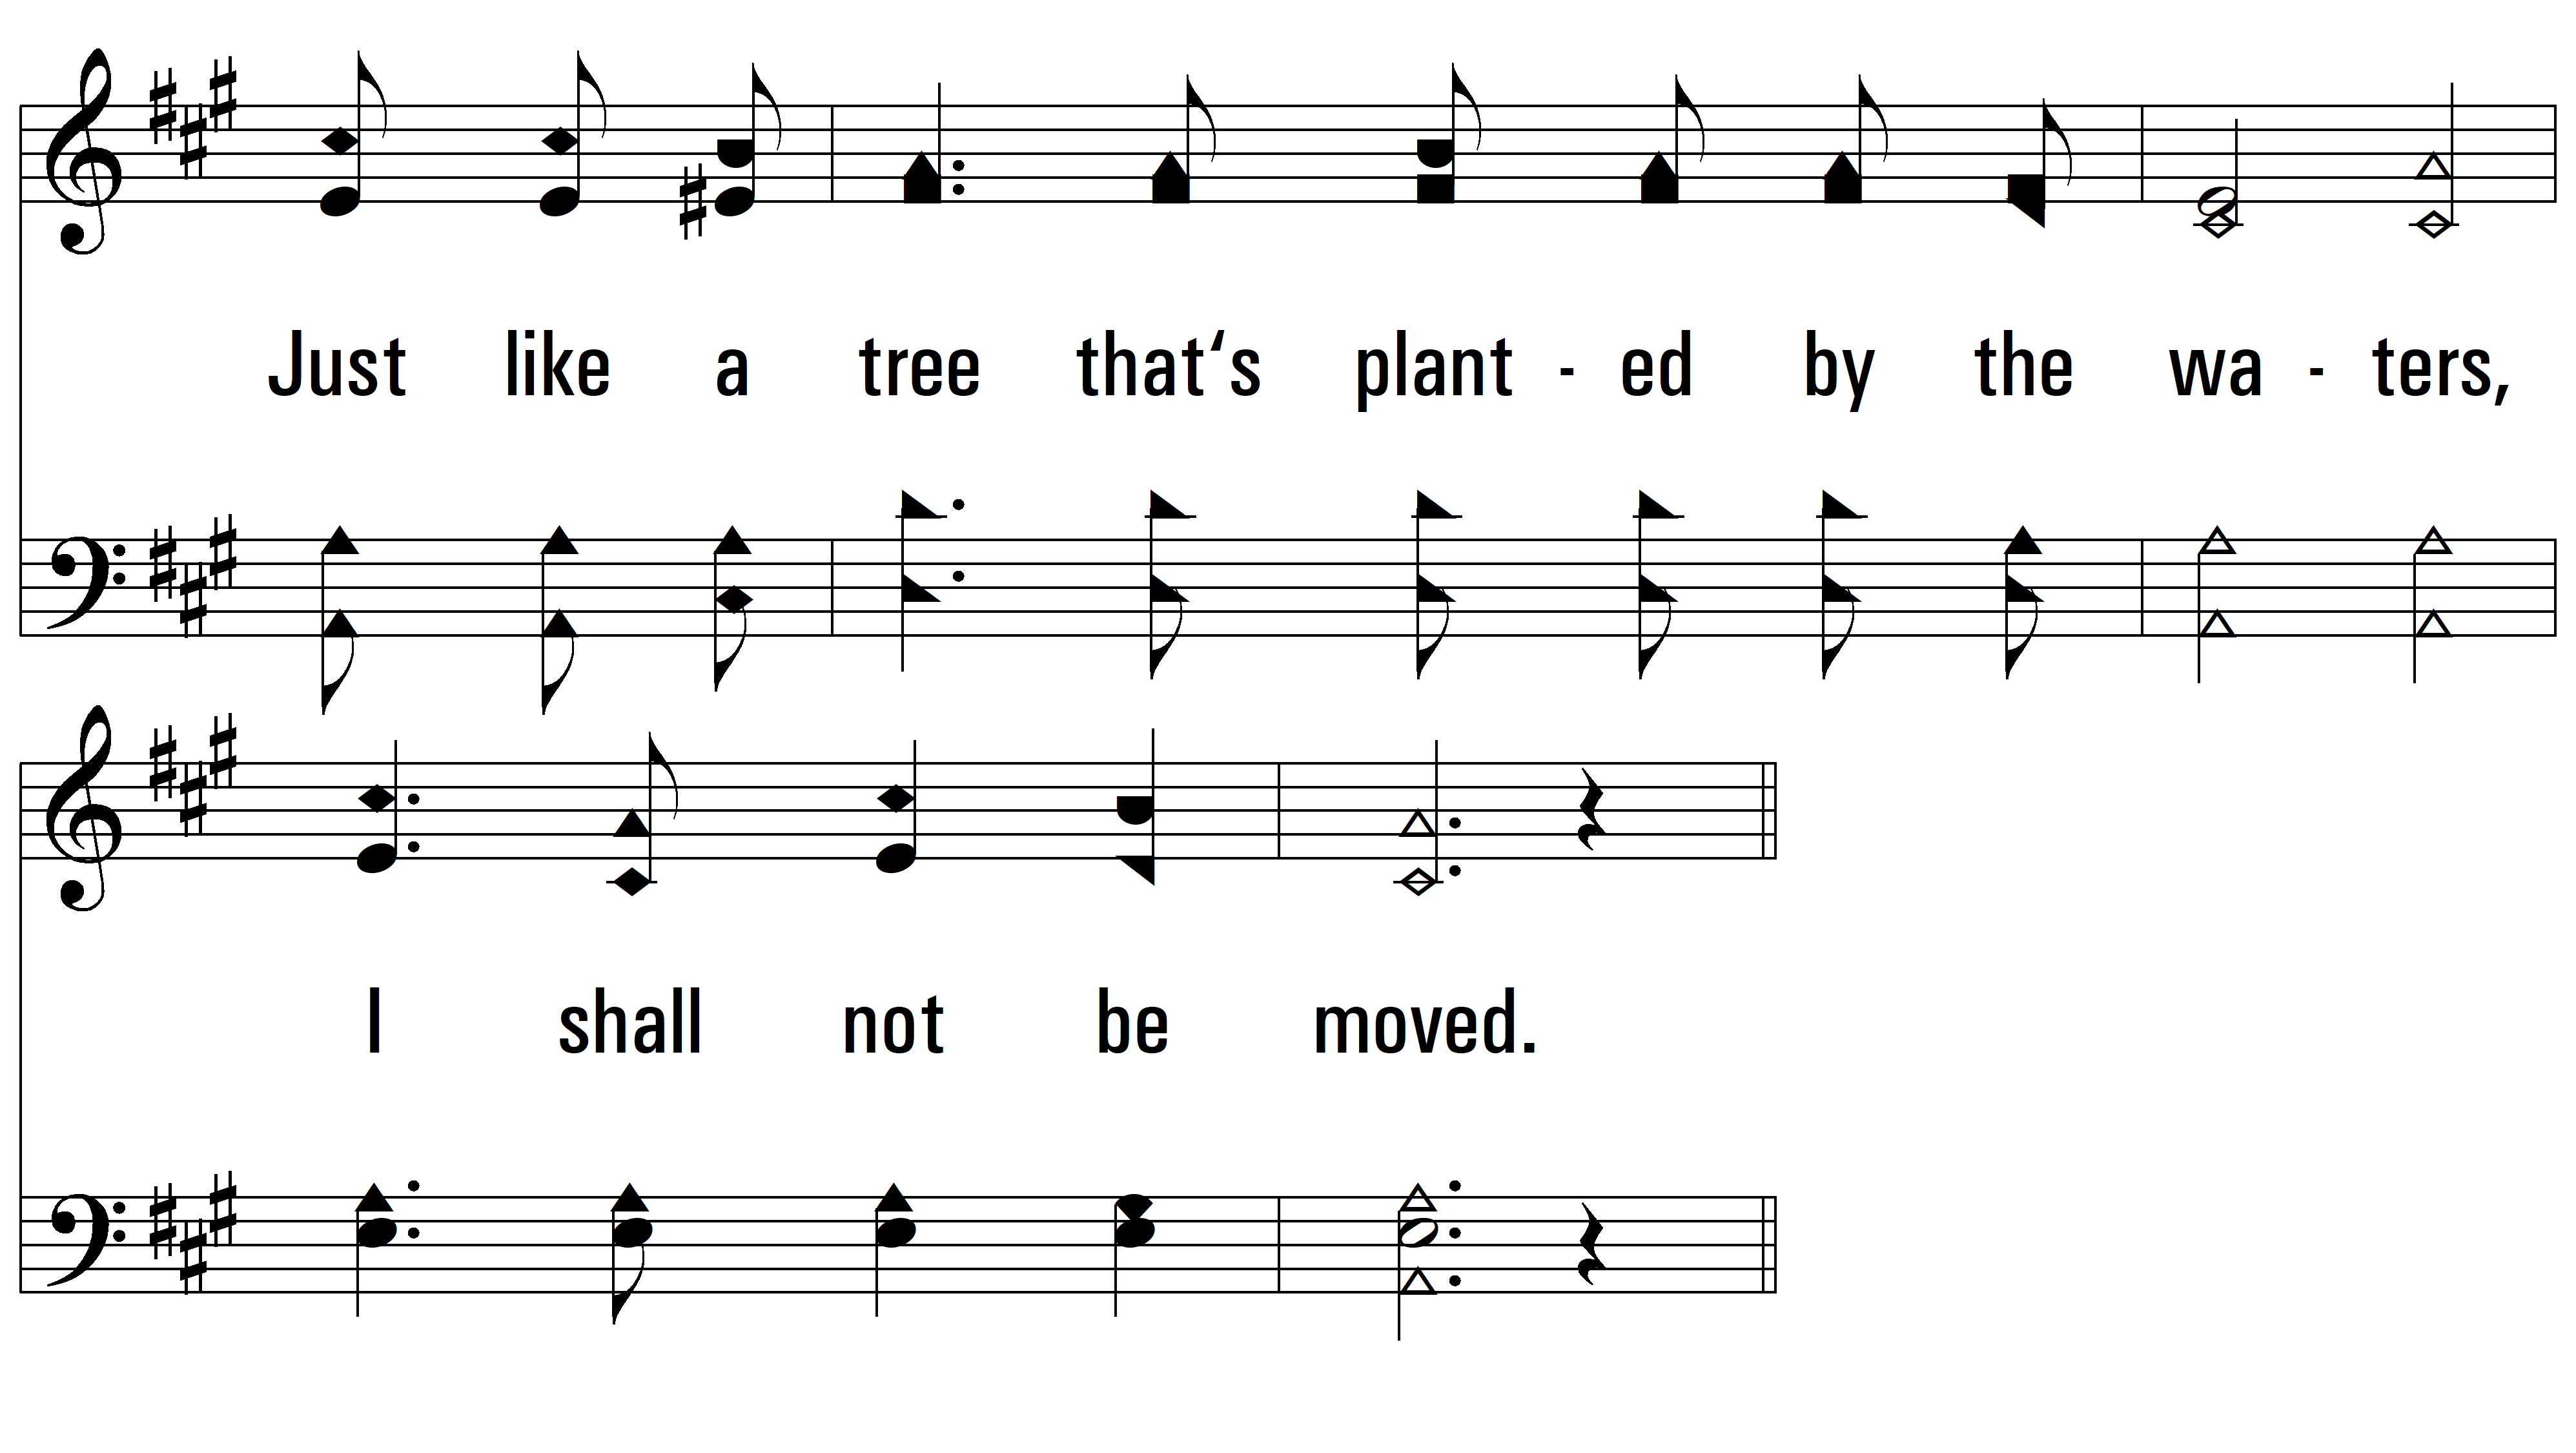 Just like a tree that‘s plant - ed by the wa - ters,
I shall not be moved.